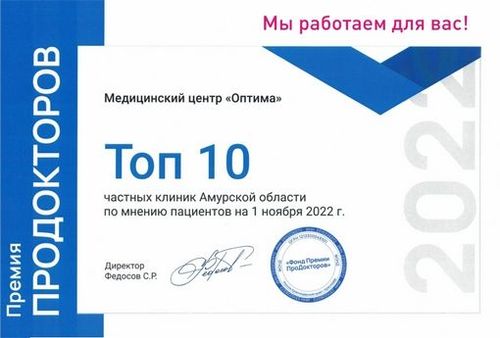 Мы работаем для вас!
Премия
ПРОДОКТОРОВ
Медицинский центр «Оптима»
Топ 10
частных клиник Амурской области
по мнению пациентов на 1 ноября 2022 г.
Директор
Федосов С.Р.
«Фонд Премии
ПроДокторов»
2022